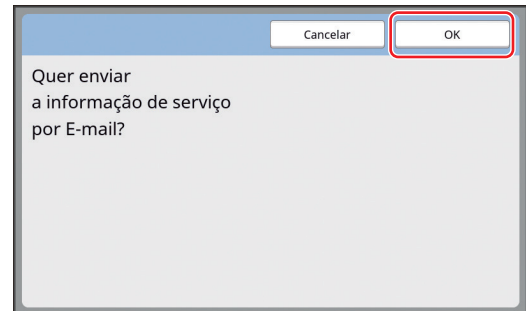 Cancelar
OK
Quer enviar
a informação de serviço
por E-mail?